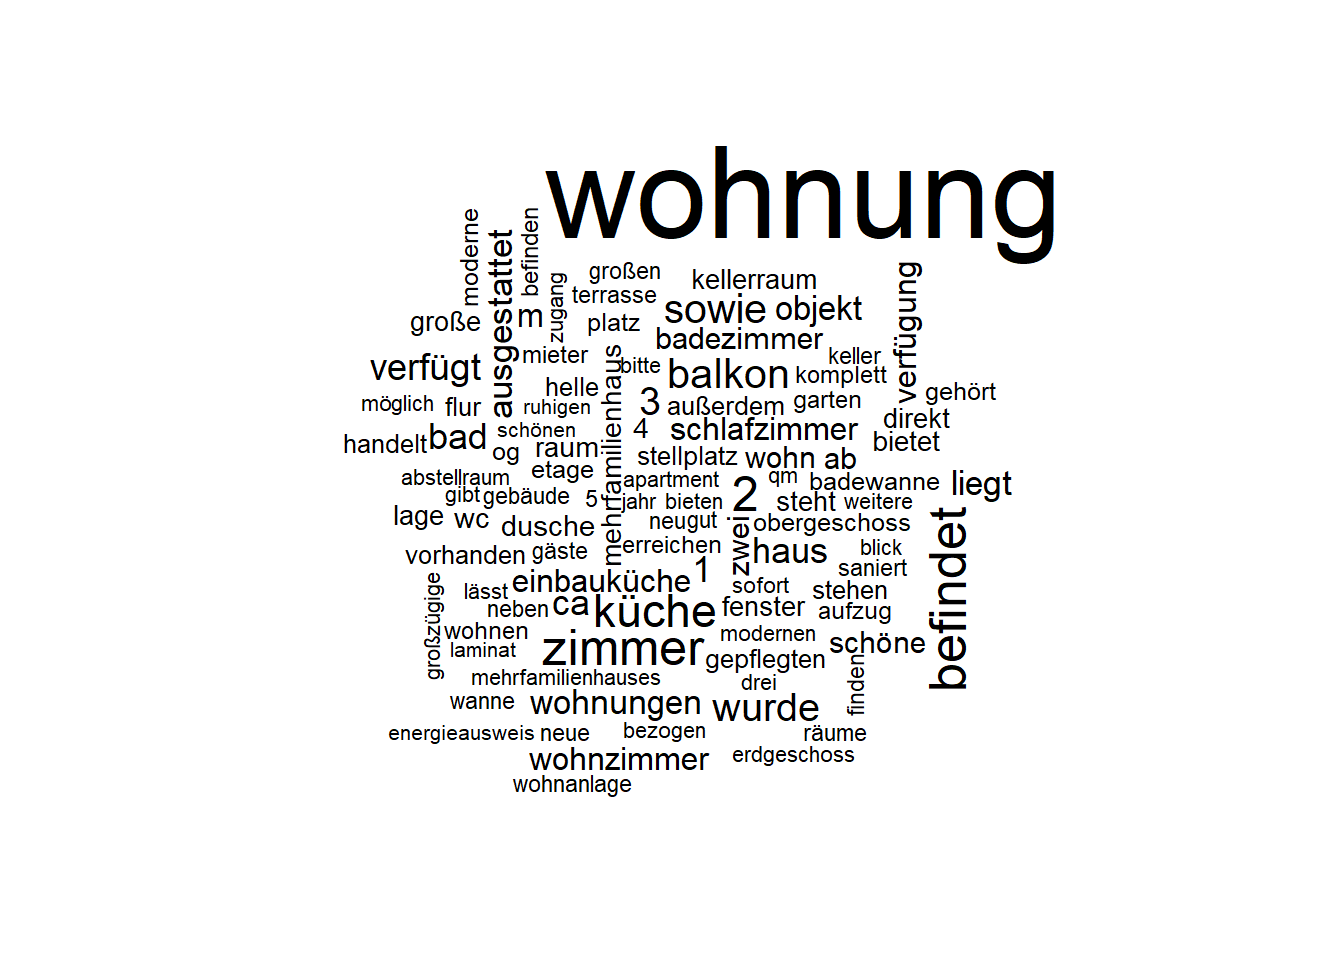 wohnung
moderne
ausgestattet
befinden
zugang
großen
terrasse
kellerraum
sowie
objekt
verfügung
große
m
platz
badezimmer
verfügt
mieter
mehrfamilienhaus
bitte
balkon
keller
komplett
gehört
möglich
flur
helle
ruhigen
3
außerdem
garten
direkt
handelt
bad
schönen
og
raum
4
schlafzimmer
bietet
stellplatz
wohn
ab
abstellraum
etage
apartment
2
qm
badewanne
liegt
gibt
gebäude
5
jahr
bieten
steht
weitere
lage
wc
dusche
neugut
zwei
obergeschoss
befindet
vorhanden
gäste
erreichen
haus
blick
saniert
großzügige
lässt
einbauküche
1
sofort
stehen
neben
ca
küche
fenster
aufzug
wohnen
laminat
zimmer
modernen
gepflegten
schöne
mehrfamilienhauses
drei
finden
wanne
wohnungen
wurde
energieausweis
neue
bezogen
räume
wohnzimmer
erdgeschoss
wohnanlage